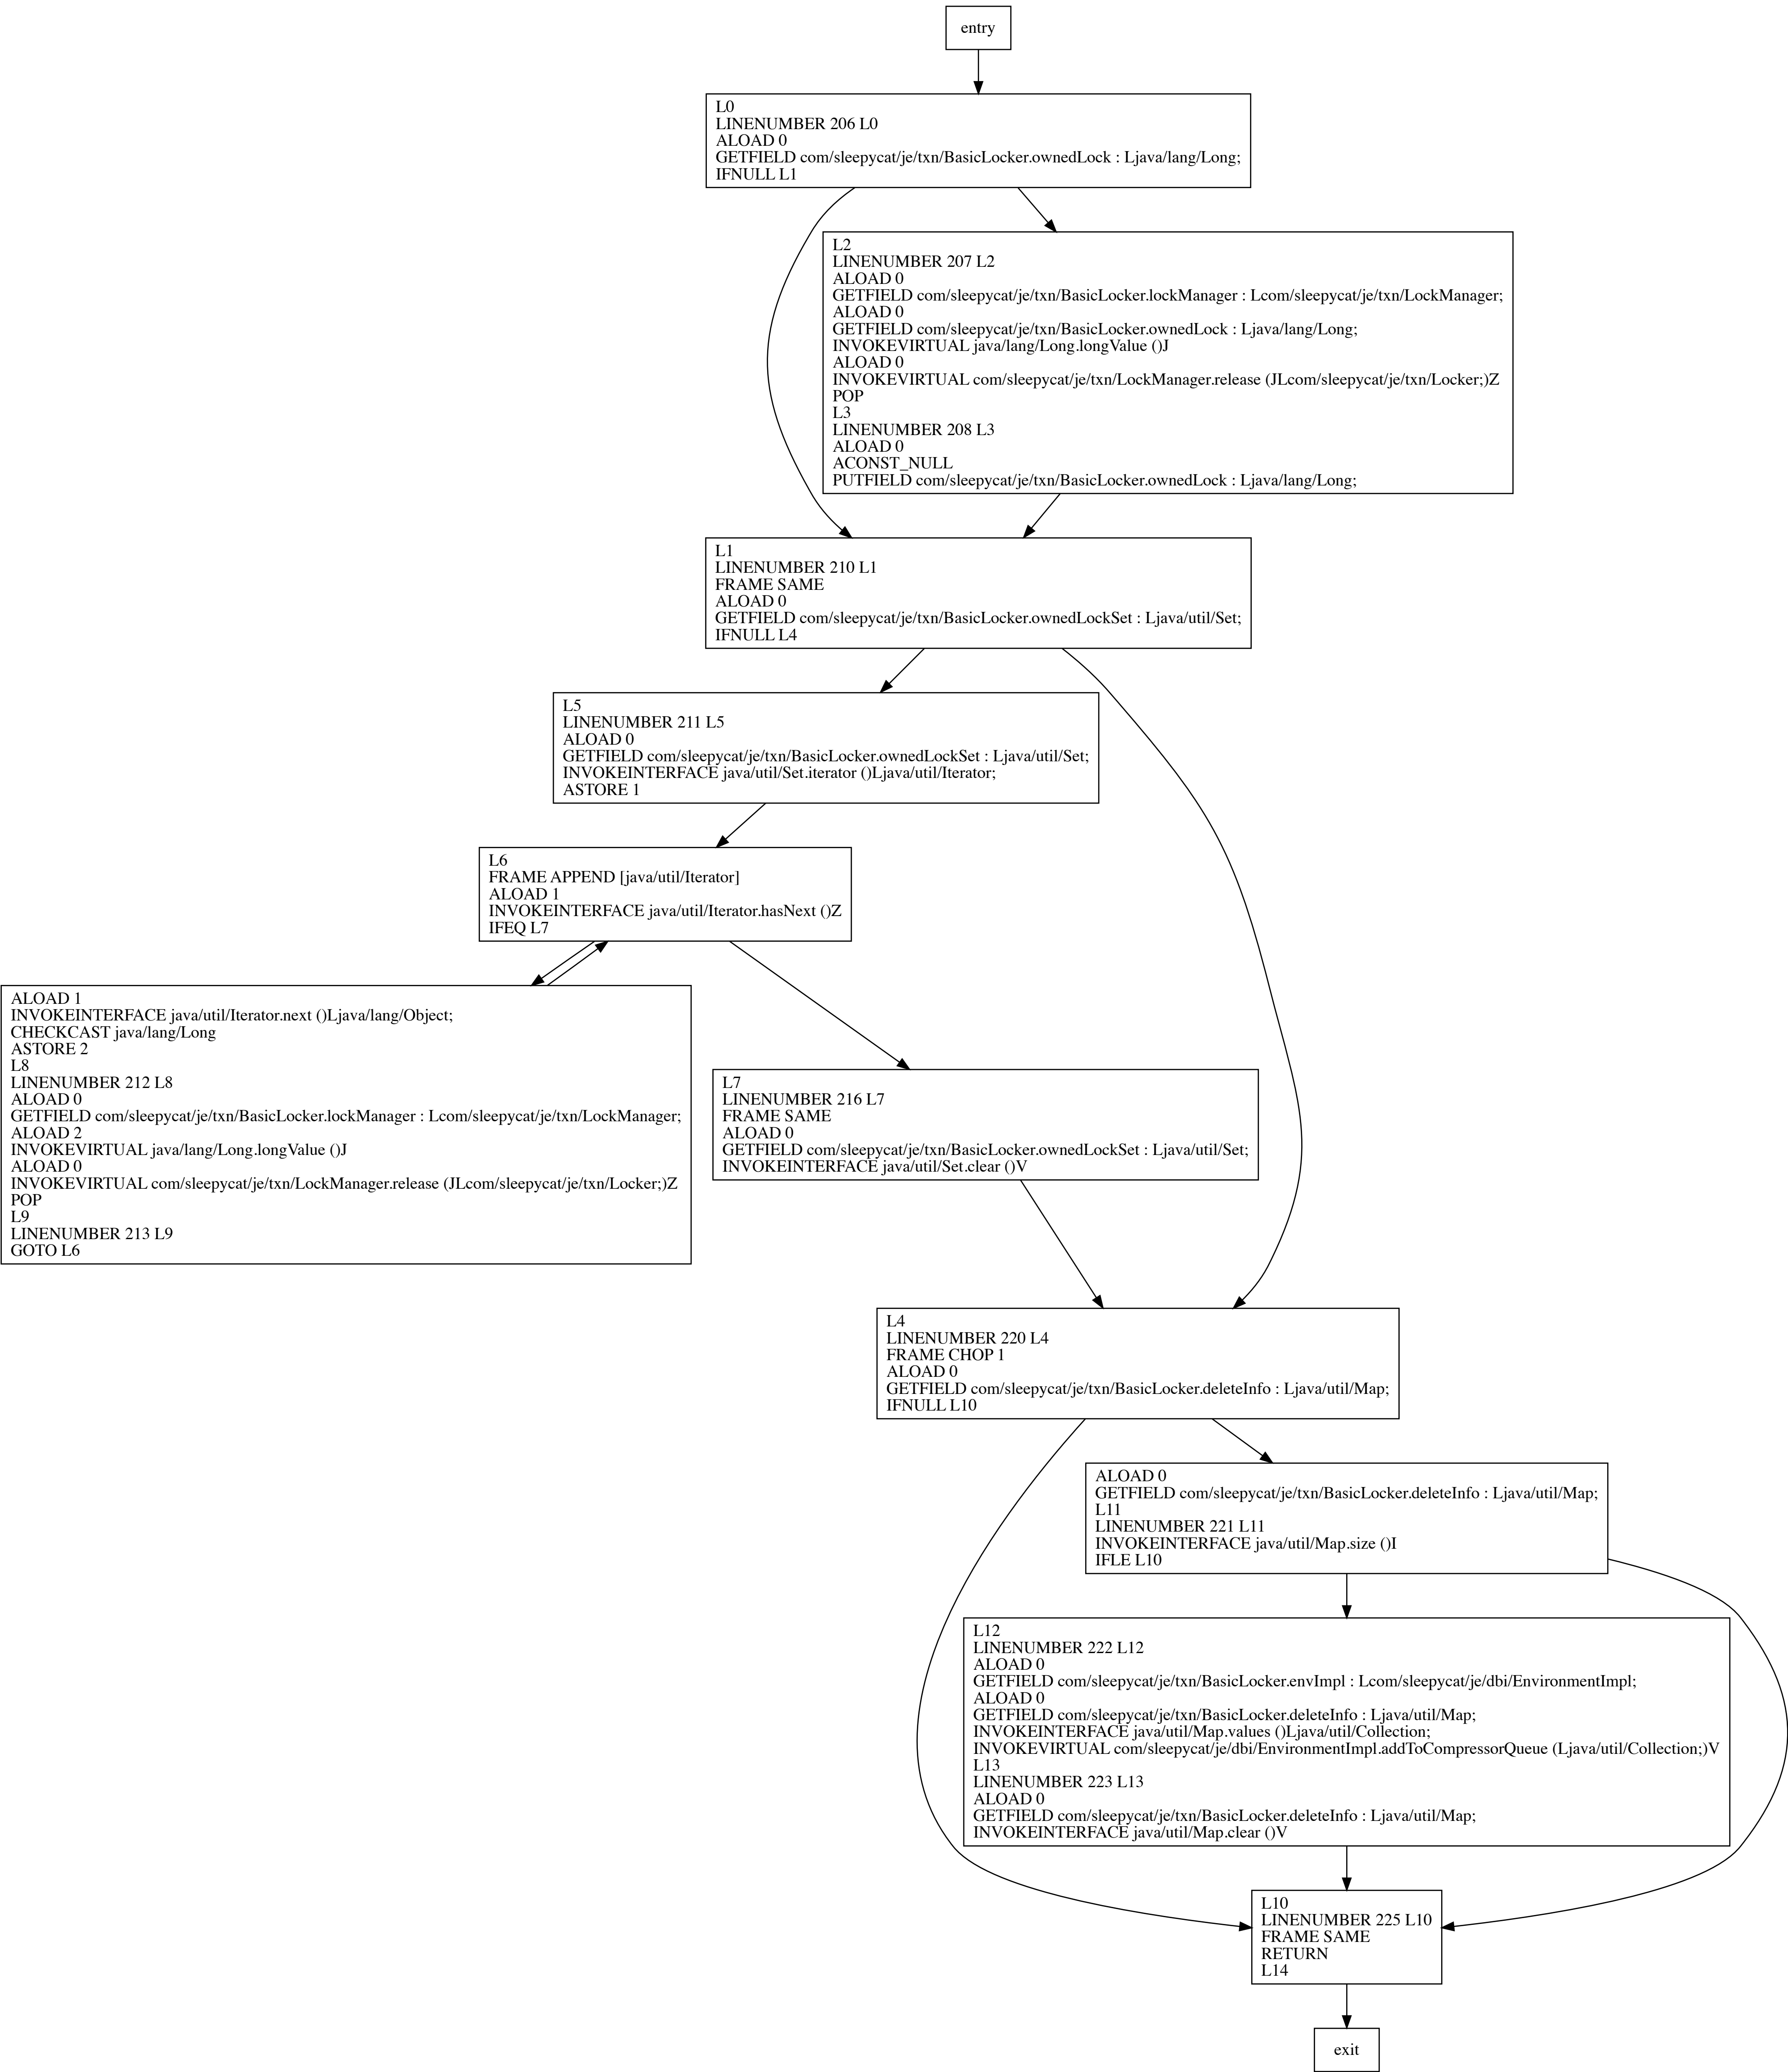 entry
L0
LINENUMBER 206 L0
ALOAD 0
GETFIELD com/sleepycat/je/txn/BasicLocker.ownedLock : Ljava/lang/Long;
IFNULL L1
L2
LINENUMBER 207 L2
ALOAD 0
GETFIELD com/sleepycat/je/txn/BasicLocker.lockManager : Lcom/sleepycat/je/txn/LockManager;
ALOAD 0
GETFIELD com/sleepycat/je/txn/BasicLocker.ownedLock : Ljava/lang/Long;
INVOKEVIRTUAL java/lang/Long.longValue ()J
ALOAD 0
INVOKEVIRTUAL com/sleepycat/je/txn/LockManager.release (JLcom/sleepycat/je/txn/Locker;)Z
POP
L3
LINENUMBER 208 L3
ALOAD 0
ACONST_NULL
PUTFIELD com/sleepycat/je/txn/BasicLocker.ownedLock : Ljava/lang/Long;
L1
LINENUMBER 210 L1
FRAME SAME
ALOAD 0
GETFIELD com/sleepycat/je/txn/BasicLocker.ownedLockSet : Ljava/util/Set;
IFNULL L4
L5
LINENUMBER 211 L5
ALOAD 0
GETFIELD com/sleepycat/je/txn/BasicLocker.ownedLockSet : Ljava/util/Set;
INVOKEINTERFACE java/util/Set.iterator ()Ljava/util/Iterator;
ASTORE 1
L6
FRAME APPEND [java/util/Iterator]
ALOAD 1
INVOKEINTERFACE java/util/Iterator.hasNext ()Z
IFEQ L7
ALOAD 1
INVOKEINTERFACE java/util/Iterator.next ()Ljava/lang/Object;
CHECKCAST java/lang/Long
ASTORE 2
L8
LINENUMBER 212 L8
ALOAD 0
GETFIELD com/sleepycat/je/txn/BasicLocker.lockManager : Lcom/sleepycat/je/txn/LockManager;
ALOAD 2
INVOKEVIRTUAL java/lang/Long.longValue ()J
ALOAD 0
INVOKEVIRTUAL com/sleepycat/je/txn/LockManager.release (JLcom/sleepycat/je/txn/Locker;)Z
POP
L9
LINENUMBER 213 L9
GOTO L6
L7
LINENUMBER 216 L7
FRAME SAME
ALOAD 0
GETFIELD com/sleepycat/je/txn/BasicLocker.ownedLockSet : Ljava/util/Set;
INVOKEINTERFACE java/util/Set.clear ()V
L4
LINENUMBER 220 L4
FRAME CHOP 1
ALOAD 0
GETFIELD com/sleepycat/je/txn/BasicLocker.deleteInfo : Ljava/util/Map;
IFNULL L10
ALOAD 0
GETFIELD com/sleepycat/je/txn/BasicLocker.deleteInfo : Ljava/util/Map;
L11
LINENUMBER 221 L11
INVOKEINTERFACE java/util/Map.size ()I
IFLE L10
L12
LINENUMBER 222 L12
ALOAD 0
GETFIELD com/sleepycat/je/txn/BasicLocker.envImpl : Lcom/sleepycat/je/dbi/EnvironmentImpl;
ALOAD 0
GETFIELD com/sleepycat/je/txn/BasicLocker.deleteInfo : Ljava/util/Map;
INVOKEINTERFACE java/util/Map.values ()Ljava/util/Collection;
INVOKEVIRTUAL com/sleepycat/je/dbi/EnvironmentImpl.addToCompressorQueue (Ljava/util/Collection;)V
L13
LINENUMBER 223 L13
ALOAD 0
GETFIELD com/sleepycat/je/txn/BasicLocker.deleteInfo : Ljava/util/Map;
INVOKEINTERFACE java/util/Map.clear ()V
L10
LINENUMBER 225 L10
FRAME SAME
RETURN
L14
exit